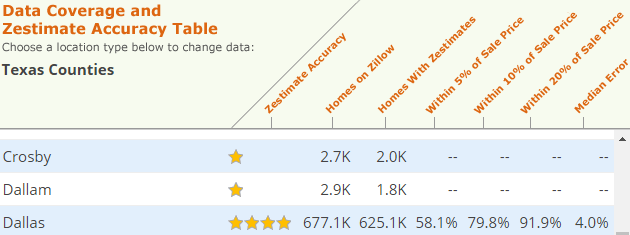 Data Coverage and
Zestimate Accuracy Table
Choose a location type below to change data:
Texas Counties
Zestimate Accuracy
Homes on Zillow
Homes With Zestimates
Within 5% of Sale Price
Within 10% of Sale Price
Within 20% of Sale Price
Median Error
Crosby 2.7K 2.0K -- -- -- --
Dallam 2.9K 1.8K -- -- -- --
Dallas 677.1K 625.1K 58.1% 79.8% 91.9% 4.0%